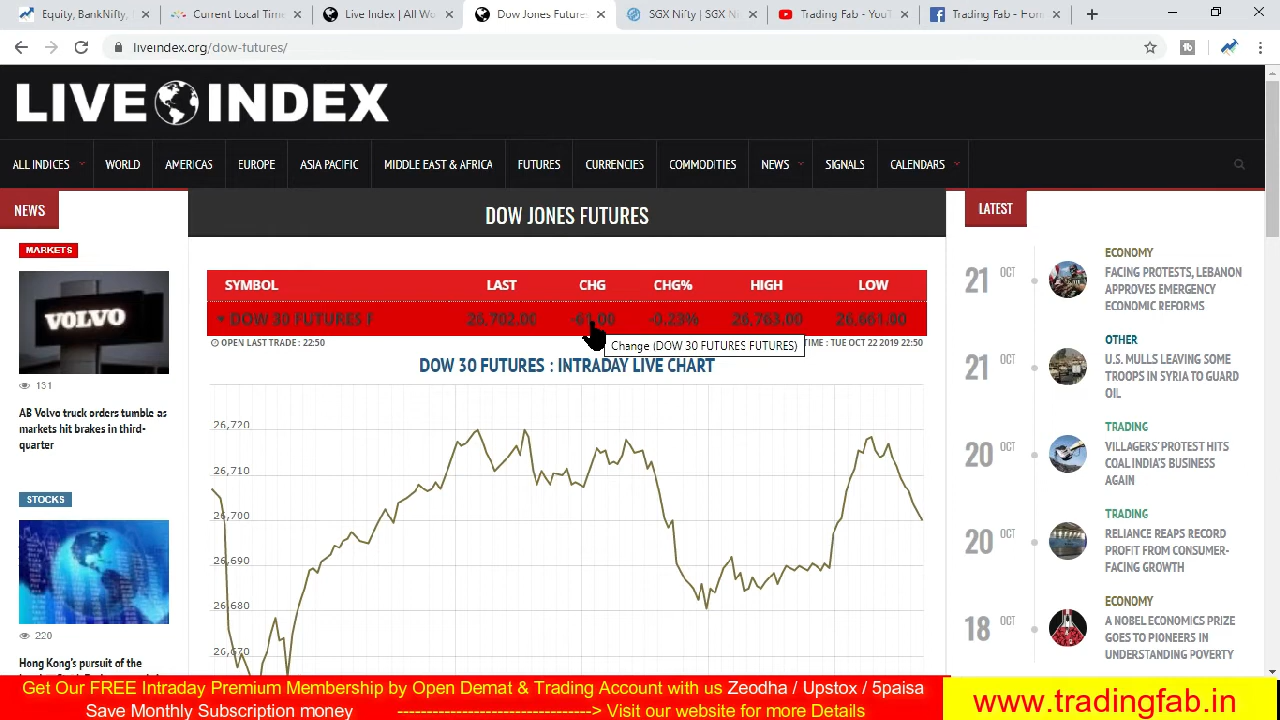 Equity, BankNifty,
Current Local Time
Live Index | All Wo
Dow Jones Futures
SGX Nifty | SGX Ni
Trading Fab - YouT
Trading Fab - Hom
liveindex.org/dow-futures/
LIVE INDEX
ALL INDICES WORLD AMERICAS EUROPE ASIA PACIFIC MIDDLE EAST & AFRICA FUTURES CURRENCIES COMMODITIES NEWS SIGNALS CALENDARS
NEWS
MARKETS
VOLVO
131
AB Volvo truck orders tumble as
markets hit brakes in third-
quarter
STOCKS
220
Hong Kong's pursuit of the
DOW JONES FUTURES
SYMBOL LAST CHG CHG% HIGH LOW
DOW 30 FUTURES F 26,702.00 -61.00 -0.23% 26,763.00 26,661.90
OPEN LAST TRADE : 22:50
TIME : TUE OCT 22 2019 22:50
Change (DOW 30 FUTURES FUTURES)
DOW 30 FUTURES : INTRADAY LIVE CHART
26,720
26,710
26,700
26,690
26,680
26,670
LATEST
21 OCT
ECONOMY
FACING PROTESTS, LEBANON
APPROVES EMERGENCY
ECONOMIC REFORMS
21 OCT
OTHER
U.S. MULLS LEAVING SOME
TROOPS IN SYRIA TO GUARD
OIL
20 OCT
TRADING
VILLAGERS' PROTEST HITS
COAL INDIA'S BUSINESS
AGAIN
20 OCT
TRADING
RELIANCE REAPS RECORD
PROFIT FROM CONSUMER-
FACING GROWTH
18 OCT
ECONOMY
A NOBEL ECONOMICS PRIZE
GOES TO PIONEERS IN
UNDERSTANDING POVERTY
Get Our FREE Intraday Premium Membership by Open Demat & Trading Account with us Zeodha / Upstox / 5paisa
Save Monthly Subscription money --------------------------------> Visit our website for more Details
www.tradingfab.in